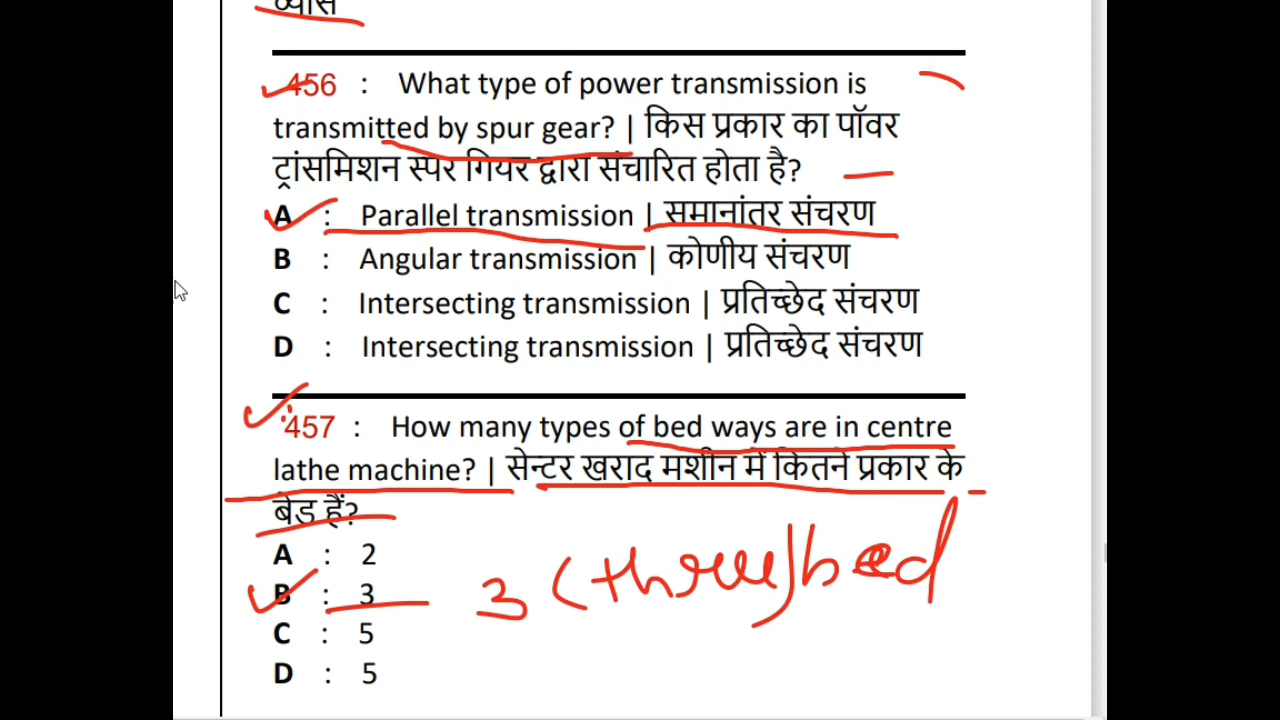 व्यास
456 : What type of power transmission is
transmitted by spur gear? | किस प्रकार का पॉवर
ट्रांसमिशन स्पर गियर द्वारा संचारित होता है?
A : Parallel transmission | समानांतर संचरण
B : Angular transmission | कोणीय संचरण
C : Intersecting transmission | प्रतिच्छेद संचरण
D : Intersecting transmission | प्रतिच्छेद संचरण
457 : How many types of bed ways are in centre
lathe machine? | सेन्टर खराद मशीन में कितने प्रकार के
बेड हैं?
A : 2
B : 3
3 (three) bed
C : 5
D : 5